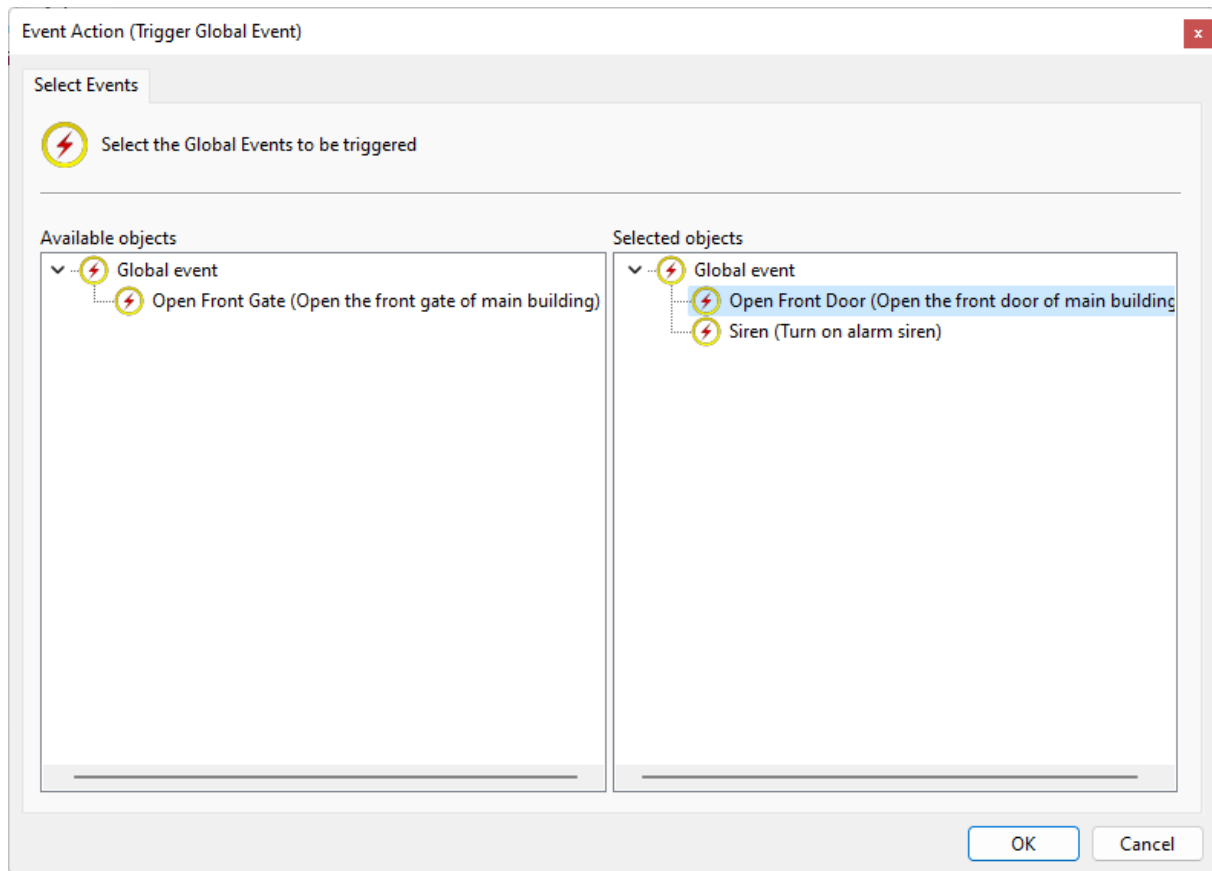 Event Action (Trigger Global Event)
x
Select Events
Select the Global Events to be triggered
Available objects
Global event
Open Front Gate (Open the front gate of main building)
Selected objects
Global event
Open Front Door (Open the front door of main building
Siren (Turn on alarm siren)
OK
Cancel